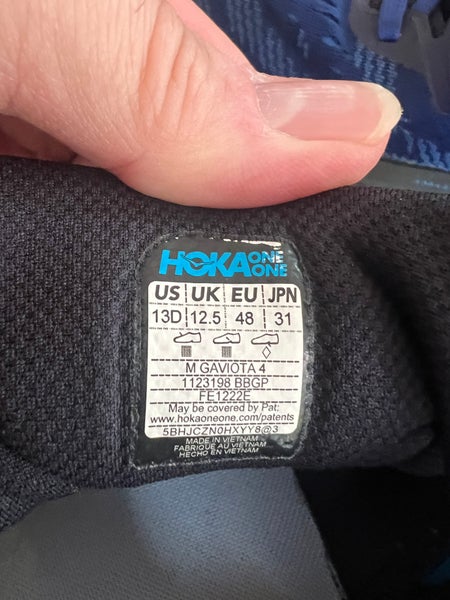 HOKA ONE ONE
US UK EU JPN
13D 12.5 48 31
M GAVIOTA 4
1123198 BBGP
FE1222E
May be covered by Pat:
www.hokaoneone.com/patents
5BHJCZN0HXYY8@3
MADE IN VIETNAM
FABRIQUÉ AU VIETNAM
HECHO EN VIETNAM